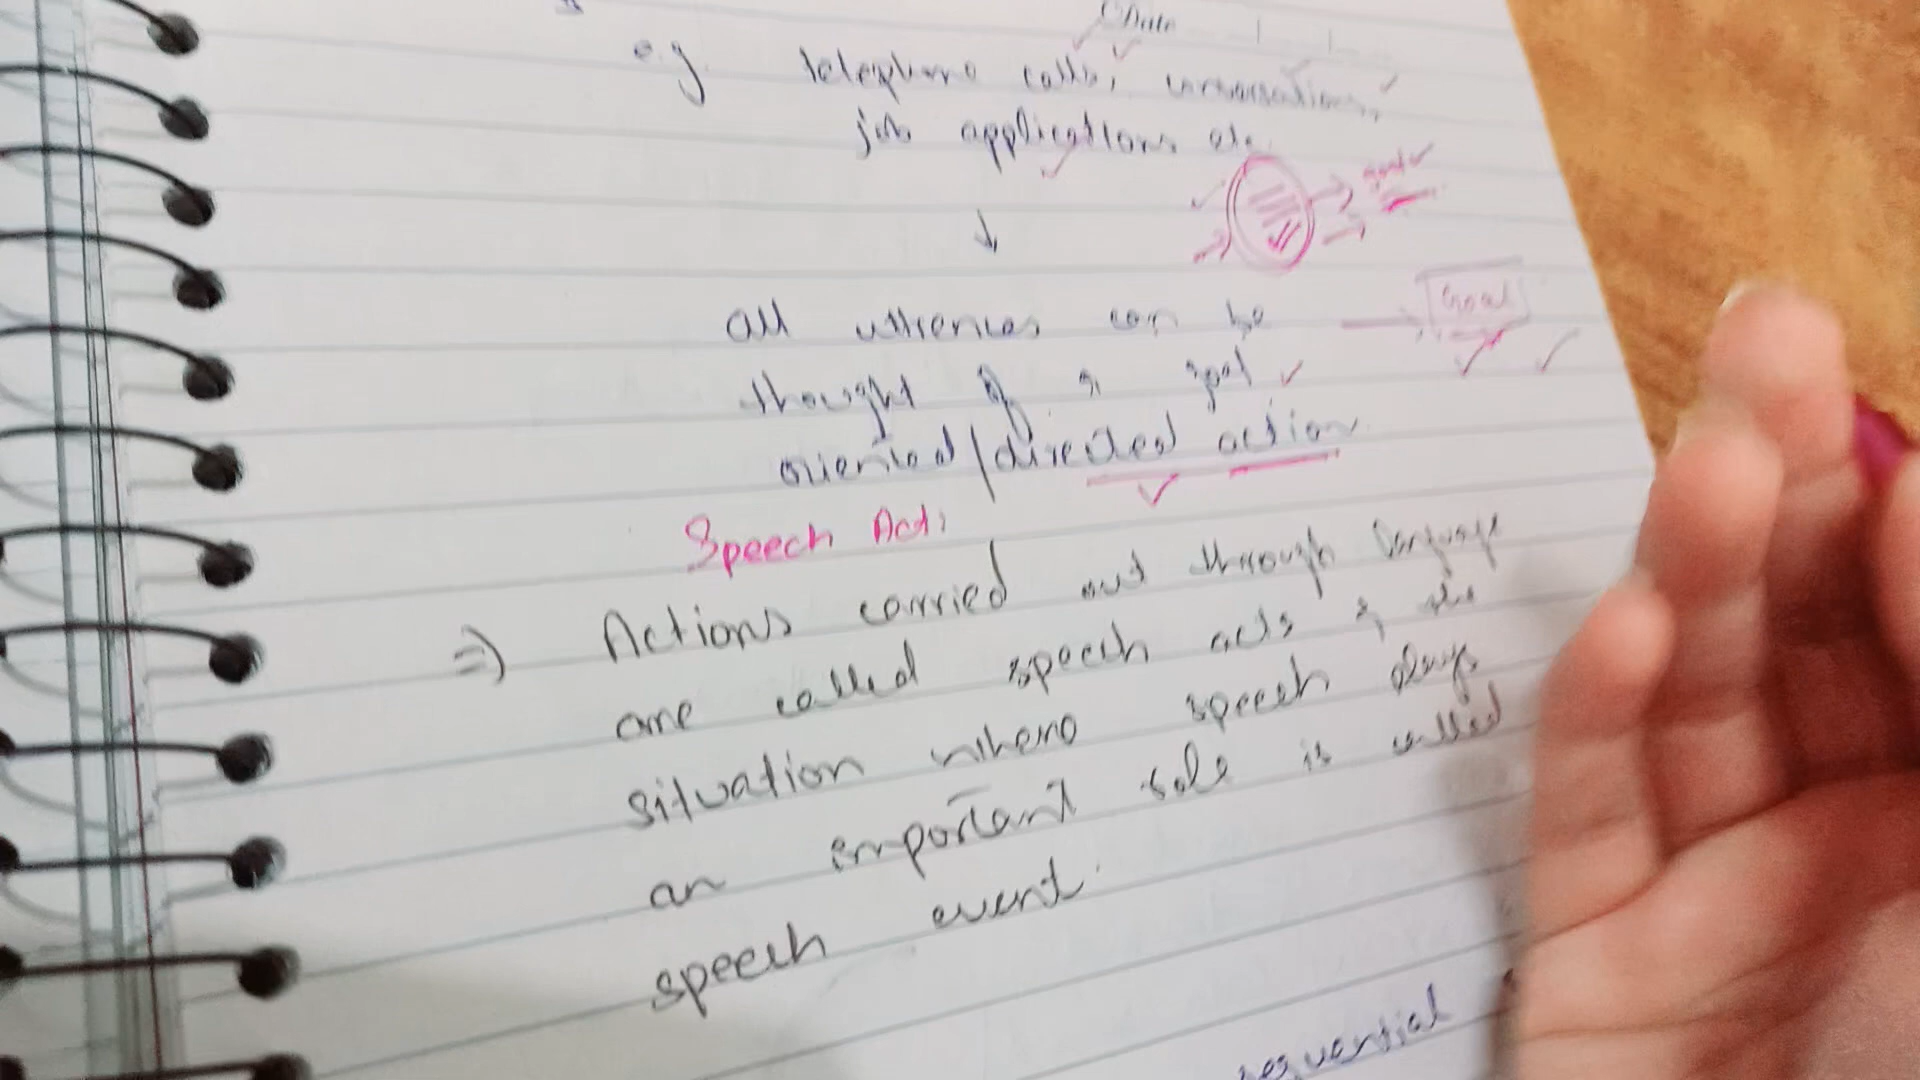 Date
e.g. telephone calls, conversations,
job applications etc.
goal
all utterences can be
Goal
thought of as goal
oriented/directed action
Speech Act:
=) Actions carried out through language
are called speech acts & the
situation where speech plays
an important role is called
speech event.